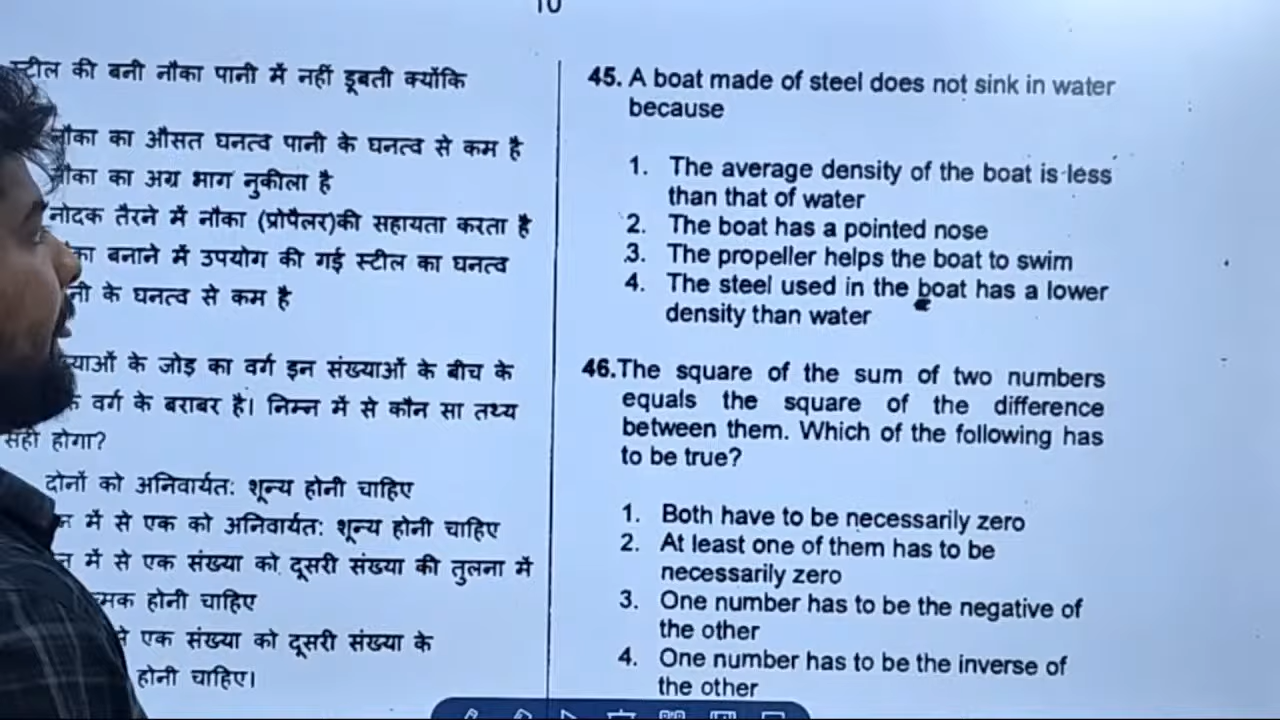 10
स्टील की बनी नौका पानी में नहीं डूबती क्योंकि
नौका का औसत घनत्व पानी के घनत्व से कम है
नौका का अग्र भाग नुकीला है
नोदक तैरने में नौका (प्रोपैलर)की सहायता करता है
बनाने में उपयोग की गई स्टील का घनत्व
के घनत्व से कम है
के जोड़ का वर्ग इन संख्याओं के बीच के
वर्ग के बराबर है। निम्न में से कौन सा तथ्य
सही होगा?
दोनों को अनिवार्यत: शून्य होनी चाहिए
में से एक को अनिवार्यत: शून्य होनी चाहिए
में से एक संख्या को दूसरी संख्या की तुलना में
होनी चाहिए
एक संख्या को दूसरी संख्या के
होनी चाहिए।
45. A boat made of steel does not sink in water
because
1. The average density of the boat is less
than that of water
2. The boat has a pointed nose
3. The propeller helps the boat to swim
4. The steel used in the boat has a lower
density than water
46.The square of the sum of two numbers
equals the square of the difference
between them. Which of the following has
to be true?
1. Both have to be necessarily zero
2. At least one of them has to be
necessarily zero
3. One number has to be the negative of
the other
4. One number has to be the inverse of
the other